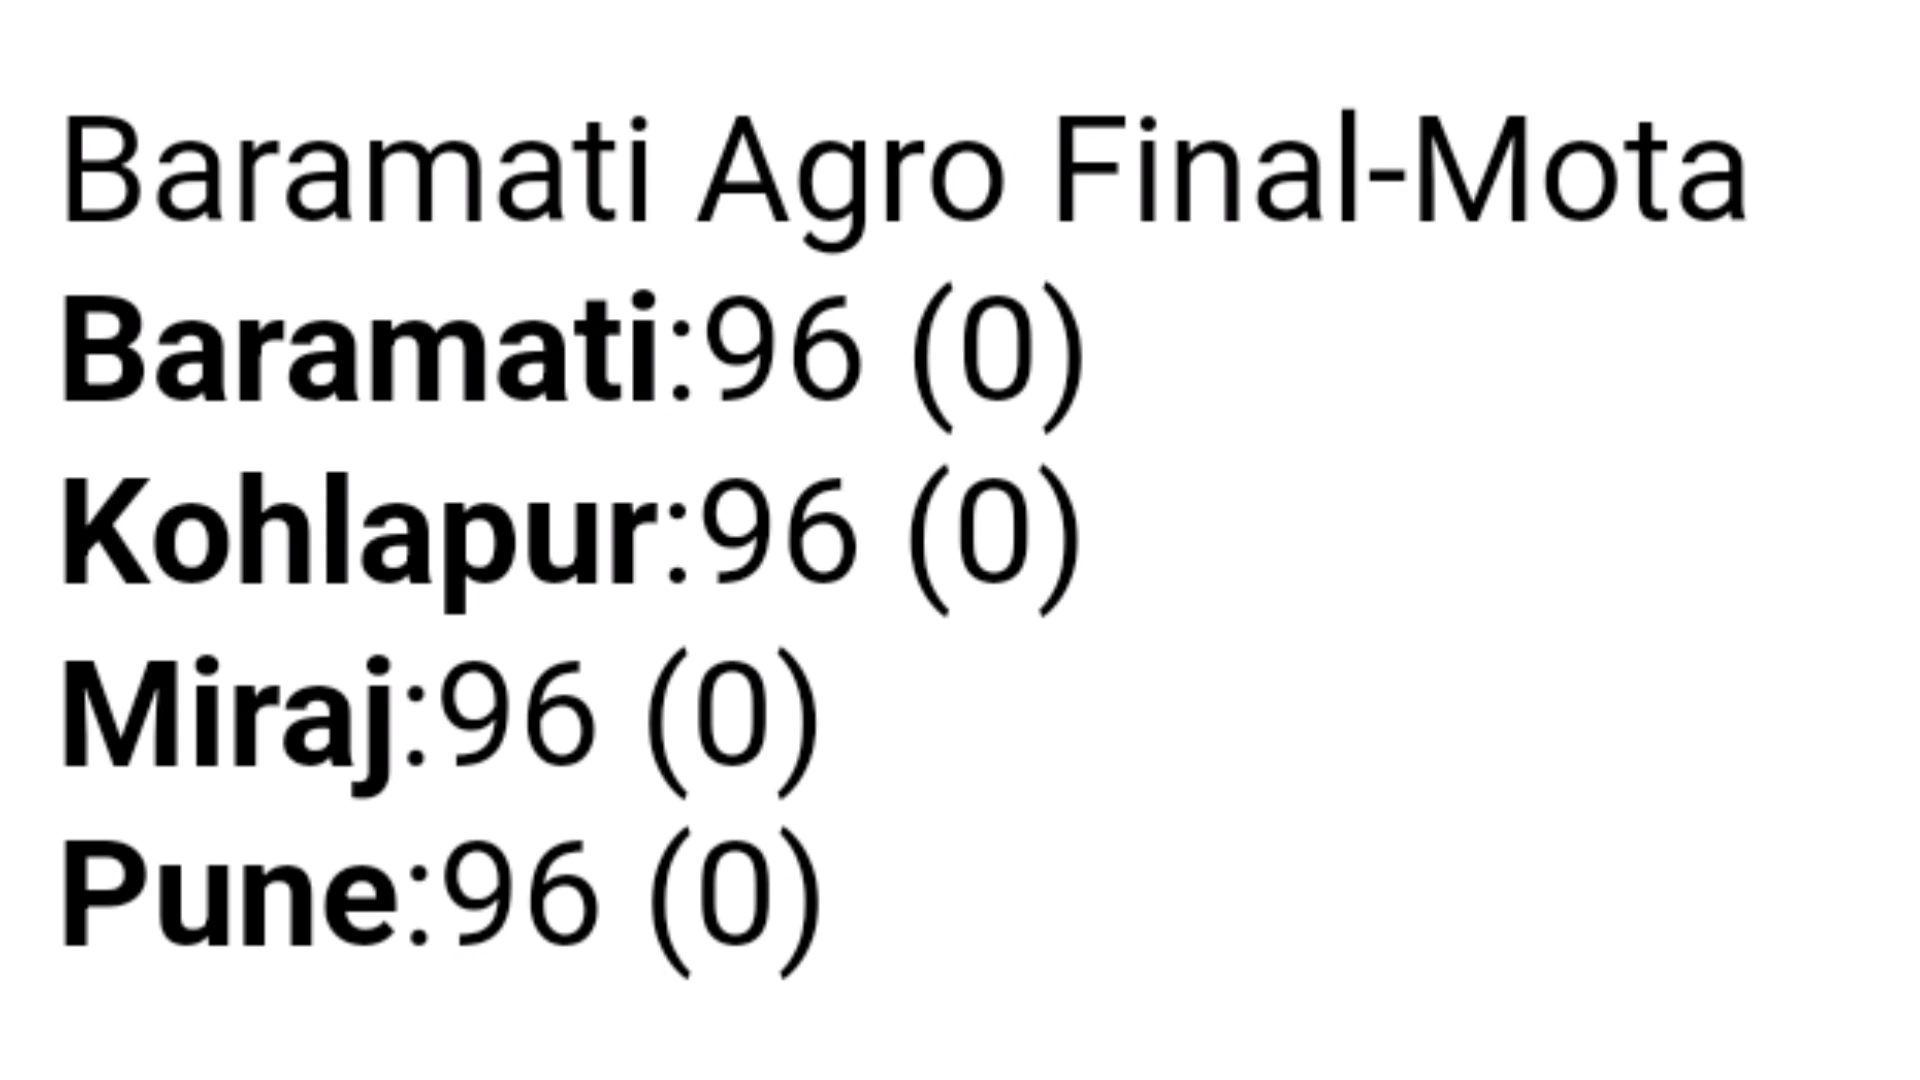 Baramati Agro Final-Mota
Baramati:96 (0)
Kohlapur:96 (0)
Miraj:96 (0)
Pune:96 (0)